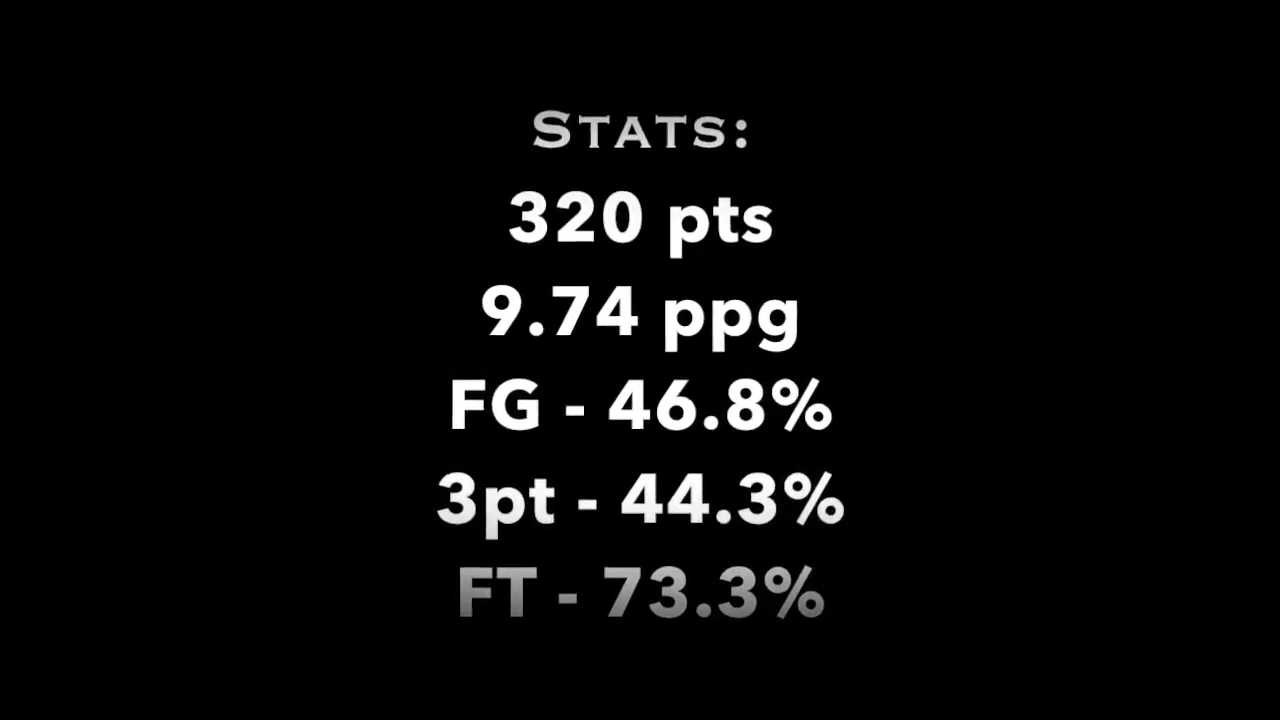 STATS:
320 pts
9.74 ppg
FG - 46.8%
3pt - 44.3%
FT - 73.3%